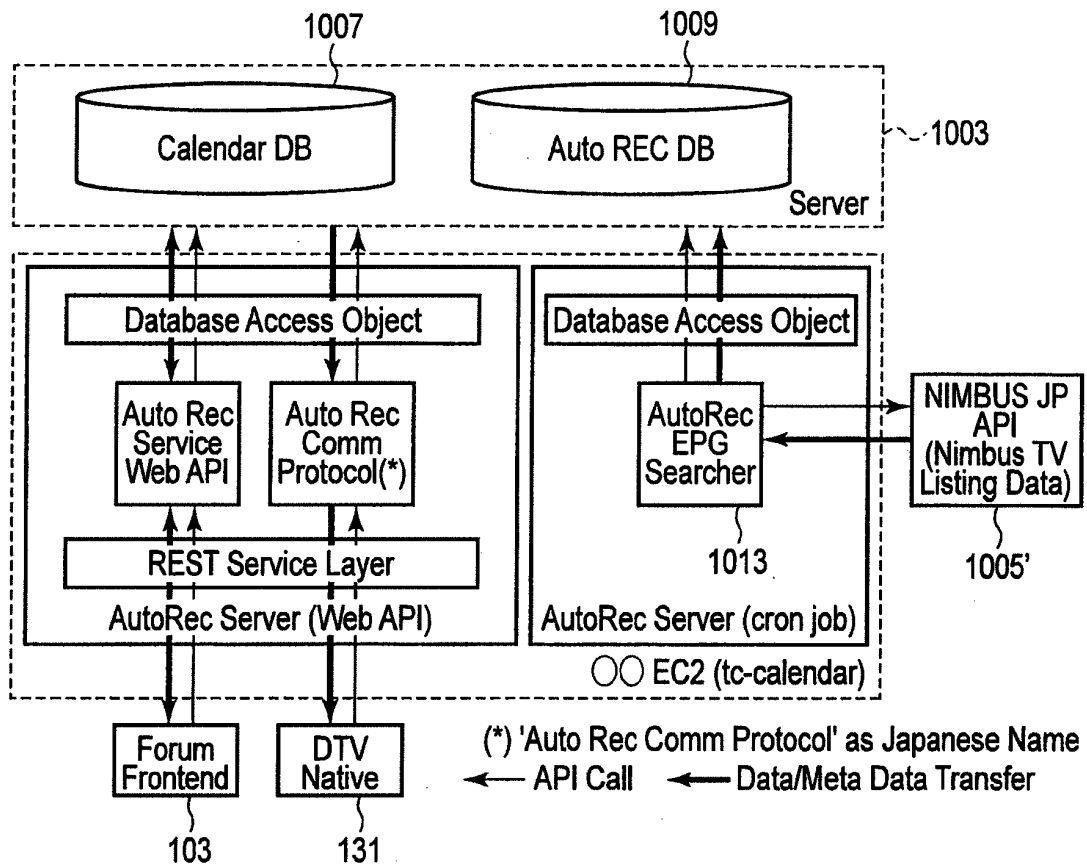 1007
1009
Calendar DB
Auto REC DB
1003
Server
Database Access Object
Database Access Object
Auto Rec
Service
Web API
Auto Rec
Comm
Protocol(*)
AutoRec
EPG
Searcher
NIMBUS JP
API
(Nimbus TV
Listing Data)
1013
1005'
REST Service Layer
AutoRec Server (Web API)
AutoRec Server (cron job)
○○ EC2 (tc-calendar)
Forum
Frontend
DTV
Native
(*) 'Auto Rec Comm Protocol' as Japanese Name
API Call
Data/Meta Data Transfer
103
131